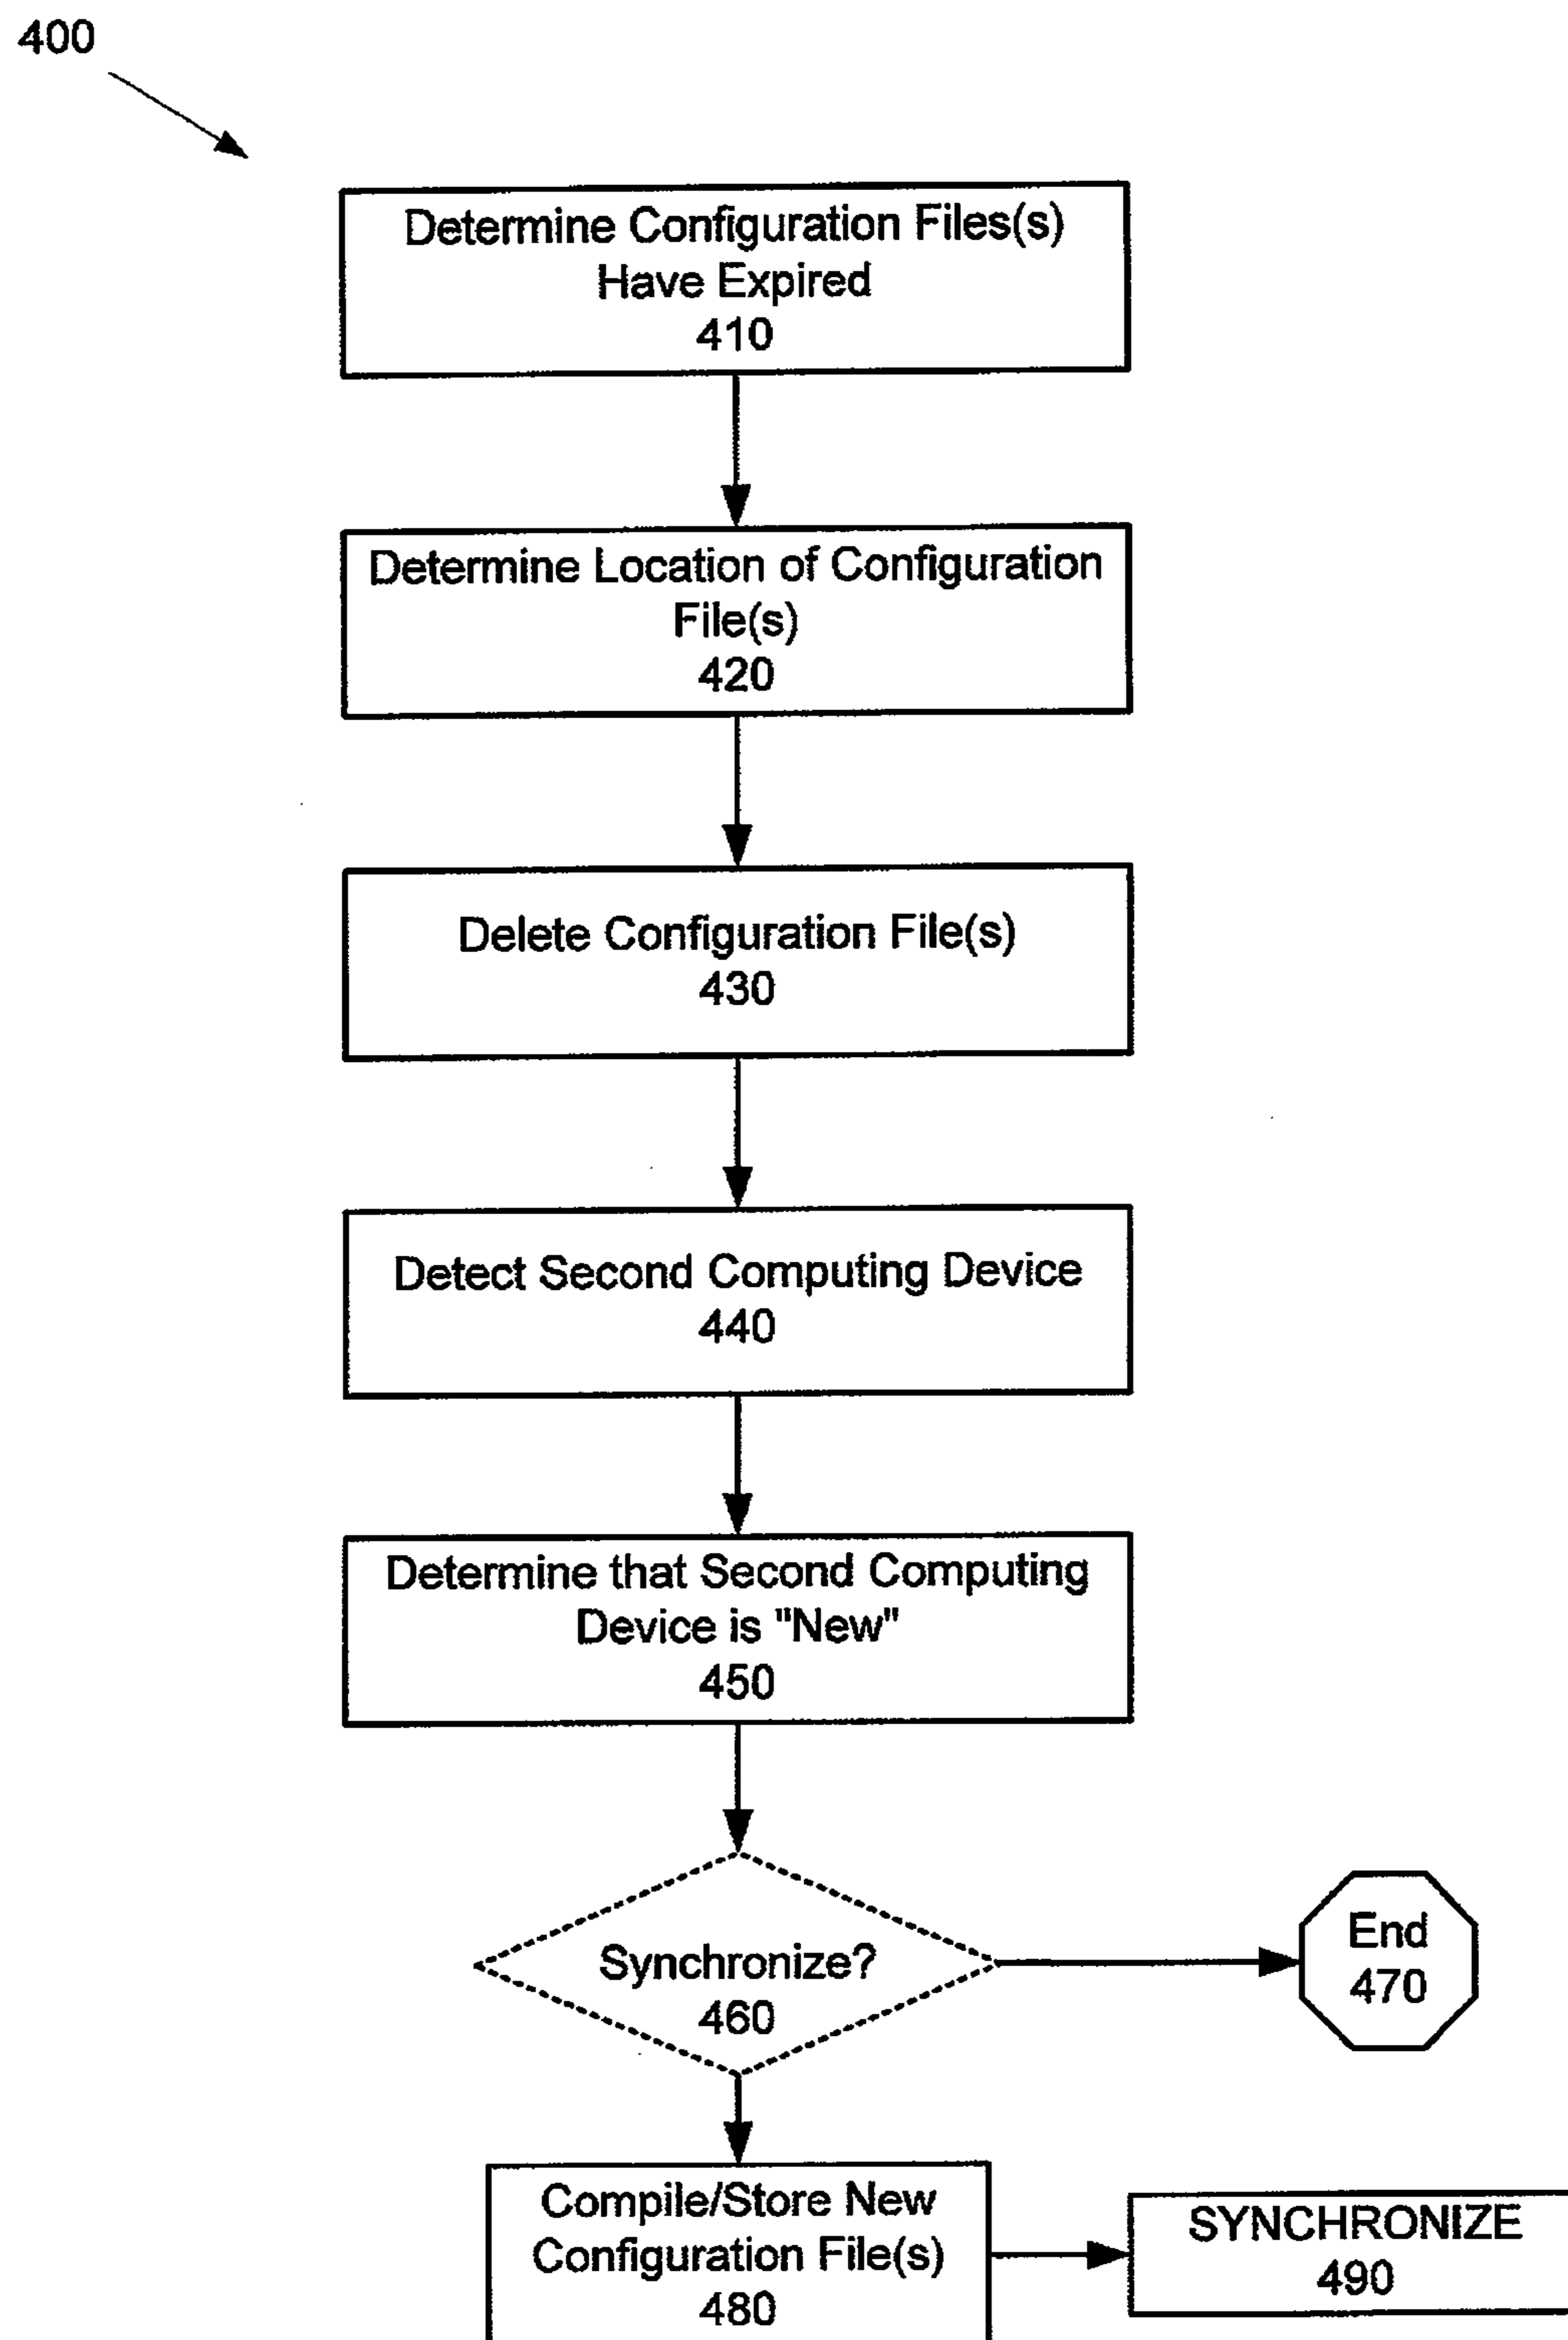 400
Determine Configuration Files(s)
Have Expired
410
Determine Location of Configuration
File(s)
420
Delete Configuration File(s)
430
Detect Second Computing Device
440
Determine that Second Computing
Device is "New"
450
Synchronize?
460
End
470
Compile/Store New
Configuration File(s)
480
SYNCHRONIZE
490